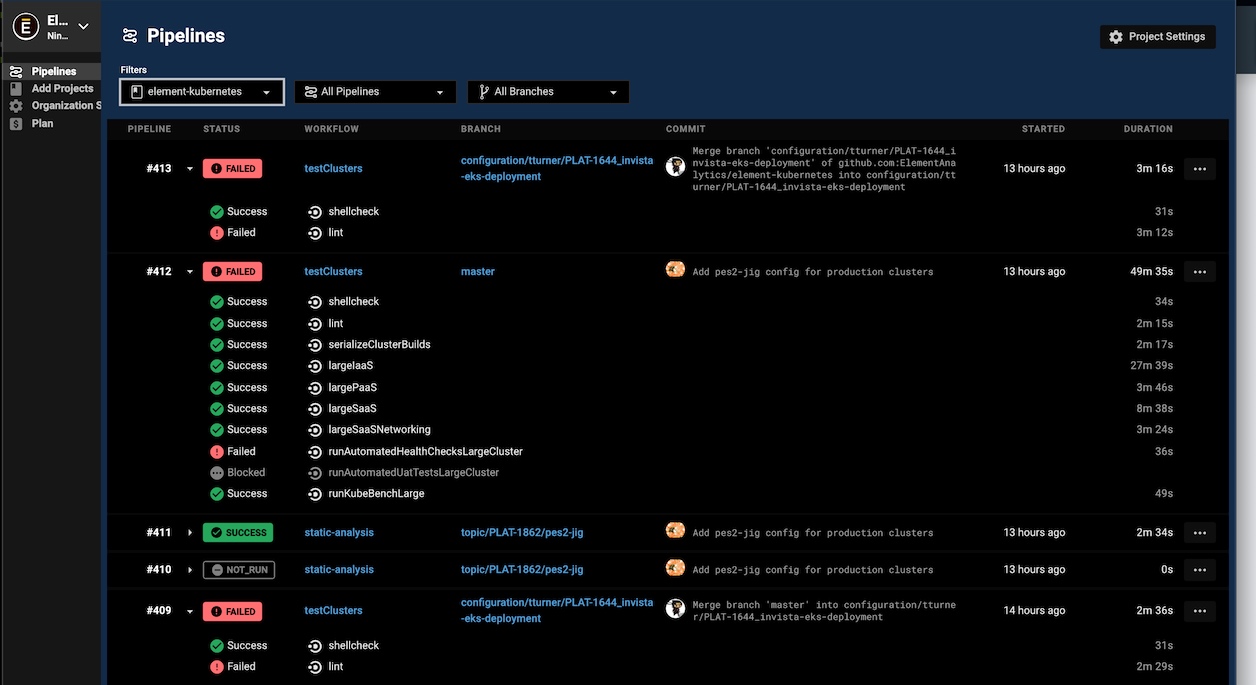 E
El...
Nin...
Pipelines
Add Projects
Organization S
Plan
Pipelines
Project Settings
Filters
element-kubernetes
All Pipelines
All Branches
PIPELINE STATUS WORKFLOW BRANCH COMMIT STARTED DURATION
#413 FAILED testClusters
configuration/tturner/PLAT-1644_invista
-eks-deployment
Merge branch 'configuration/tturner/PLAT-1644_i
nvista-eks-deployment' of github.com:ElementAna
lytics/element-kubernetes into configuration/tt
urner/PLAT-1644_invista-eks-deployment
13 hours ago 3m 16s
Success shellcheck 31s
Failed lint 3m 12s
#412 FAILED testClusters master Add pes2-jig config for production clusters 13 hours ago 49m 35s
Success shellcheck 34s
Success lint 2m 15s
Success serializeClusterBuilds 2m 17s
Success largeIaaS 27m 39s
Success largePaaS 3m 46s
Success largeSaaS 8m 38s
Success largeSaaSNetworking 3m 24s
Failed runAutomatedHealthChecksLargeCluster 36s
Blocked runAutomatedUatTestsLargeCluster
Success runKubeBenchLarge 49s
#411 SUCCESS static-analysis topic/PLAT-1862/pes2-jig Add pes2-jig config for production clusters 13 hours ago 2m 34s
#410 NOT_RUN static-analysis topic/PLAT-1862/pes2-jig Add pes2-jig config for production clusters 13 hours ago 0s
#409 FAILED testClusters
configuration/tturner/PLAT-1644_invista
-eks-deployment
Merge branch 'master' into configuration/tturne
r/PLAT-1644_invista-eks-deployment
14 hours ago 2m 36s
Success shellcheck 31s
Failed lint 2m 29s